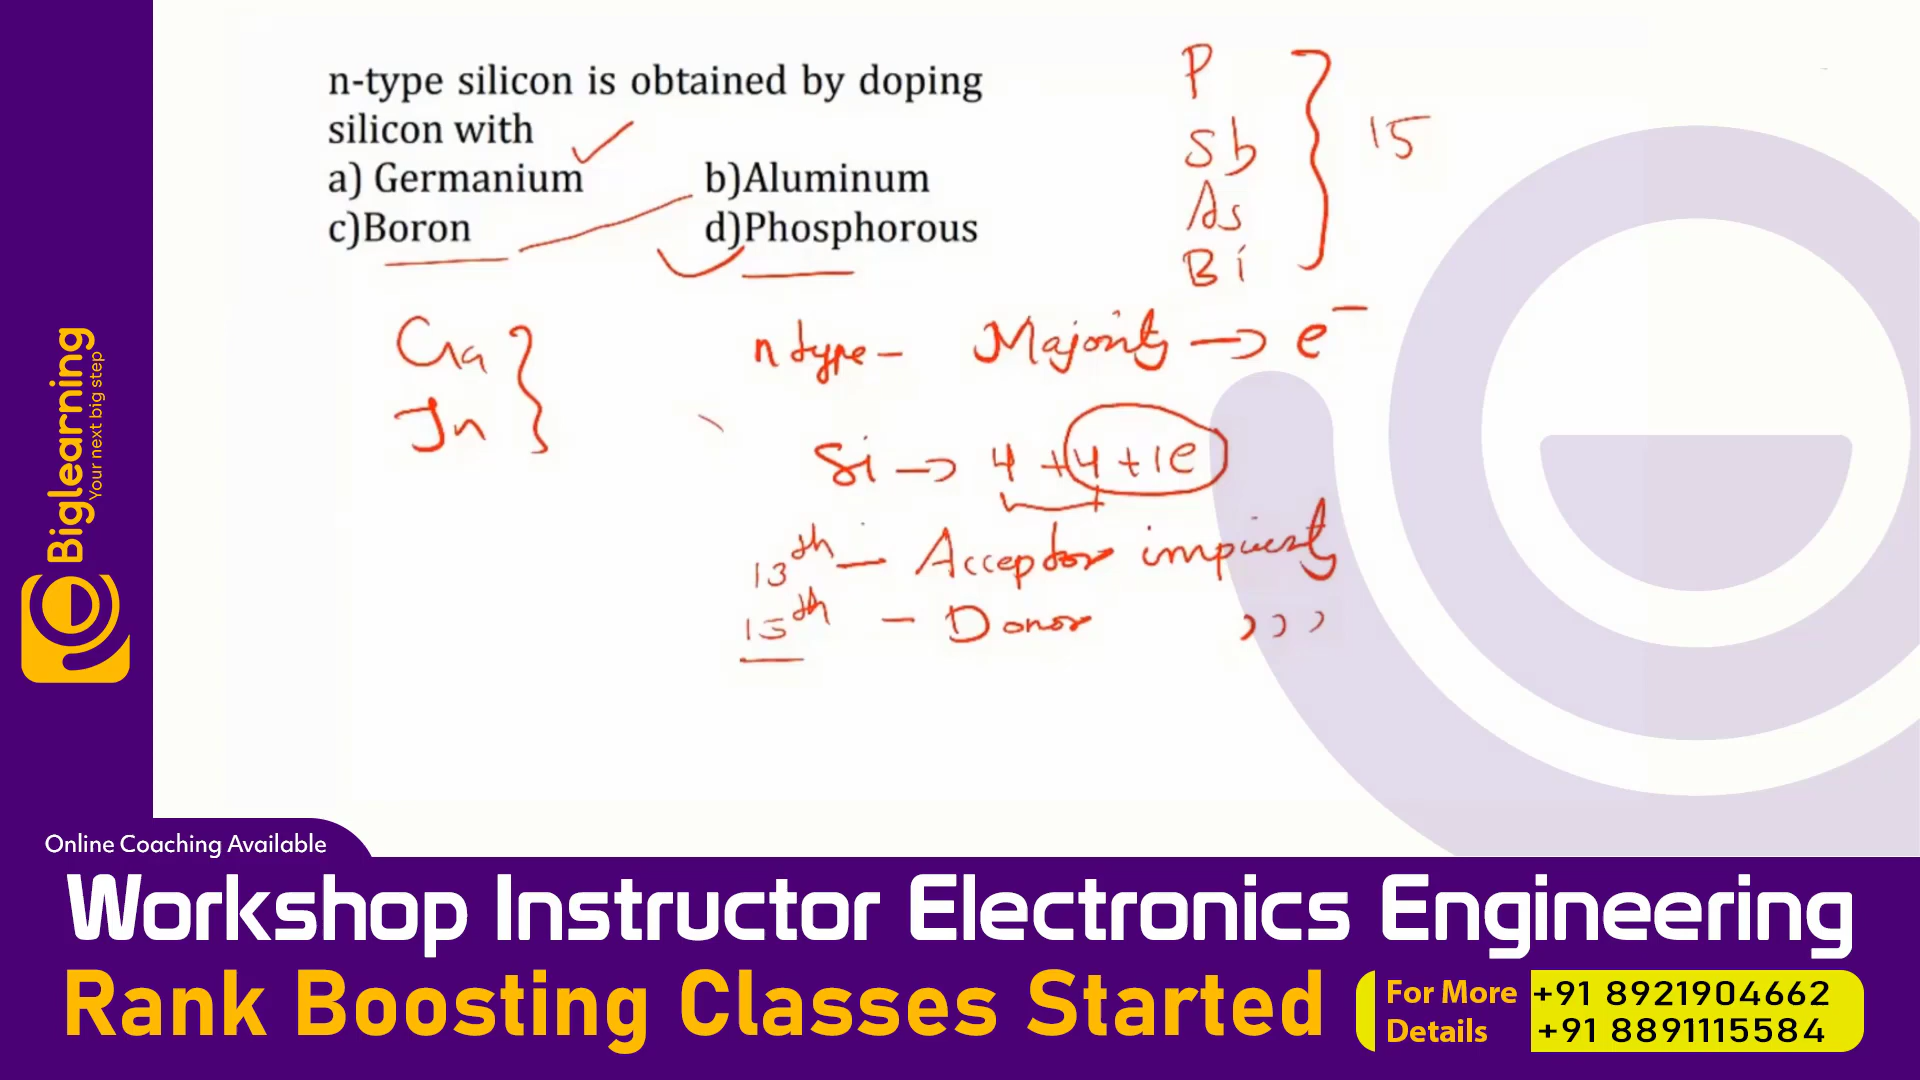 n-type silicon is obtained by doping
silicon with
a) Germanium b)Aluminum
c)Boron d)Phosphorous
P
Sb
As
Bi
15
Ga
In
n type - Majority → e⁻
Si → 4 + 4 + 1e
13th - Acceptor impurity
15th - Donor ,,,
Biglearning
Your next big step
Online Coaching Available
Workshop Instructor Electronics Engineering
Rank Boosting Classes Started
For More Details
+91 8921904662
+91 8891115584